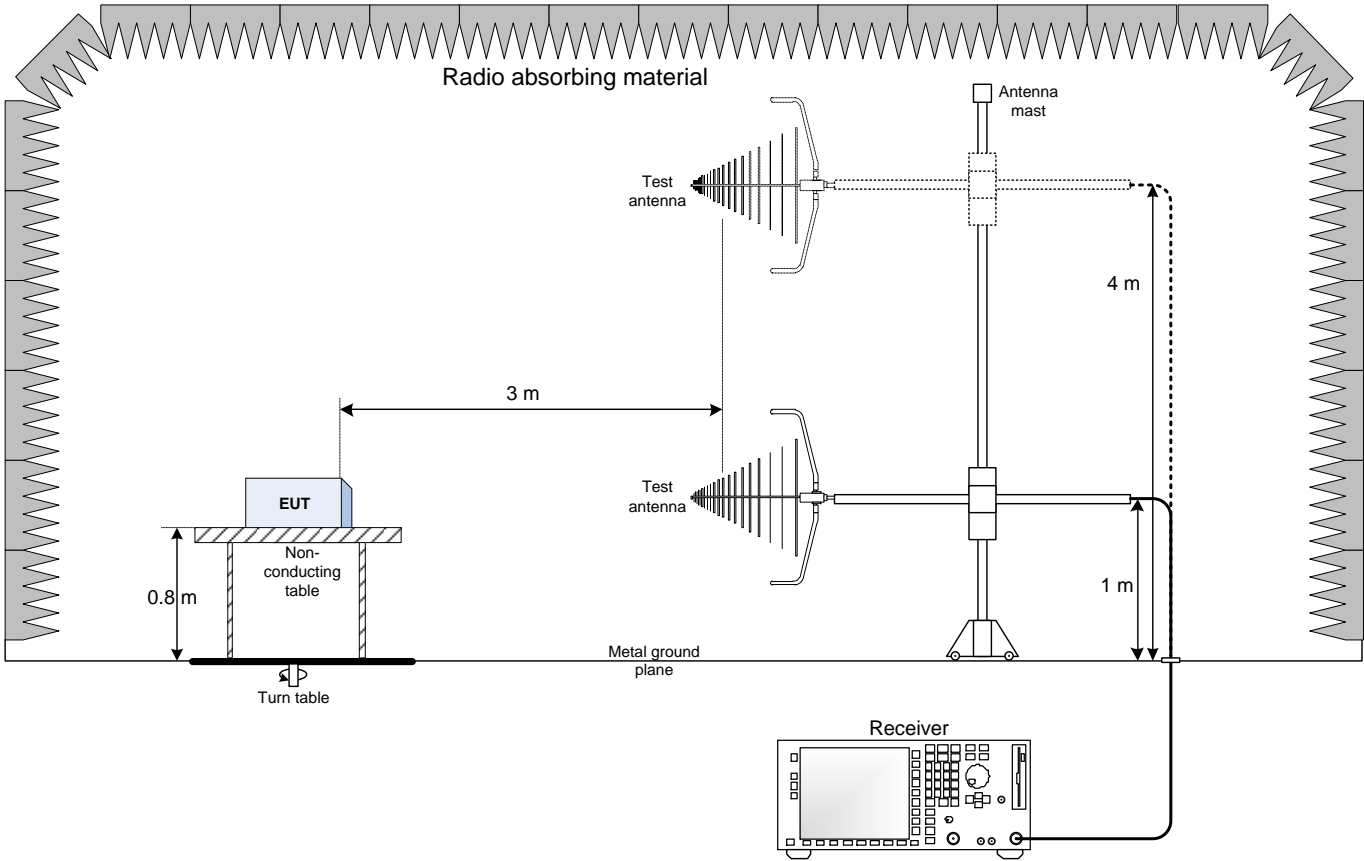 Radio absorbing material
Antenna
mast
Test
antenna
4 m
3 m
Test
antenna
EUT
Non-
conducting
table
0.8 m
1 m
Metal ground
plane
Turn table
Receiver